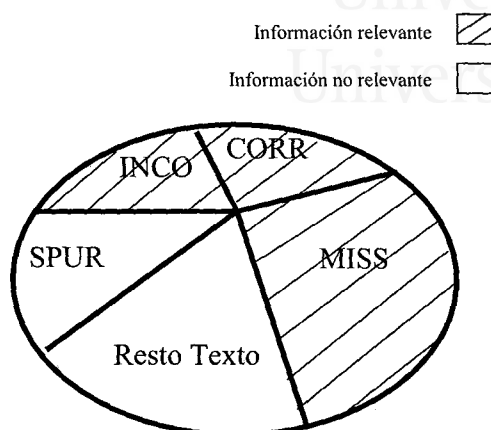 Información relevante
Información no relevante
INCO
CORR
SPUR
MISS
Resto Texto